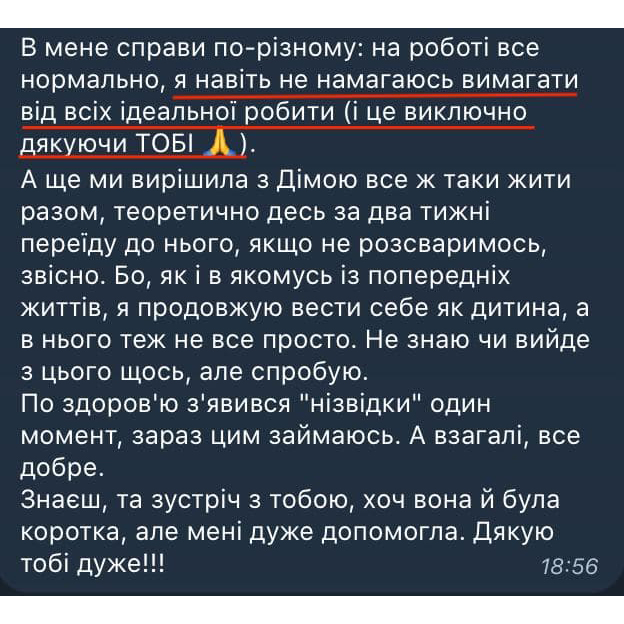 В мене справи по-різному: на роботі все
нормально, я навіть не намагаюсь вимагати
від всіх ідеальної робити (і це виключно
дякуючи ТОБІ 🙏).
А ще ми вирішила з Дімою все ж таки жити
разом, теоретично десь за два тижні
переїду до нього, якщо не розсваримось,
звісно. Бо, як і в якомусь із попередніх
життів, я продовжую вести себе як дитина, а
в нього теж не все просто. Не знаю чи вийде
з цього щось, але спробую.
По здоров'ю з'явився "нізвідки" один
момент, зараз цим займаюсь. А взагалі, все
добре.
Знаєш, та зустріч з тобою, хоч вона й була
коротка, але мені дуже допомогла. Дякую
тобі дуже!!!
18:56